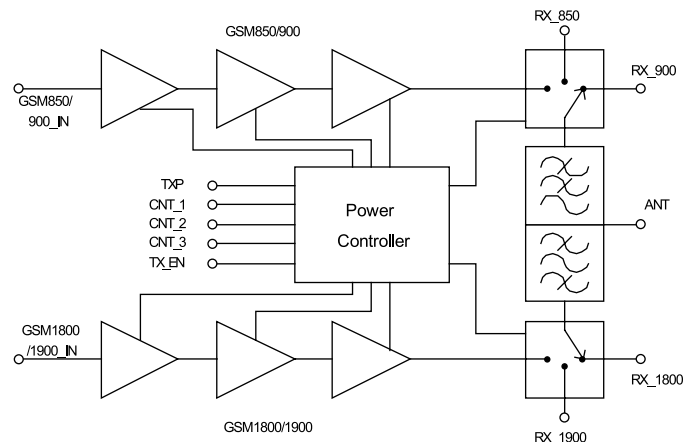 RX_850
GSM850/900
RX_900
GSM850/
900_IN
TXP
CNT_1
CNT_2
CNT_3
TX_EN
Power
Controller
ANT
GSM1800
/1900_IN
RX_1800
GSM1800/1900
RX_1900